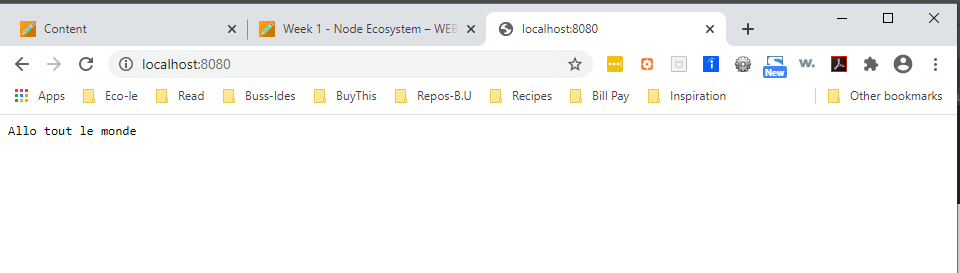 Content
Week 1 - Node Ecosystem – WEB
localhost:8080
localhost:8080
New
w.
Apps
Eco-le
Read
Buss-Ides
BuyThis
Repos-B.U
Recipes
Bill Pay
Inspiration
Other bookmarks
Allo tout le monde